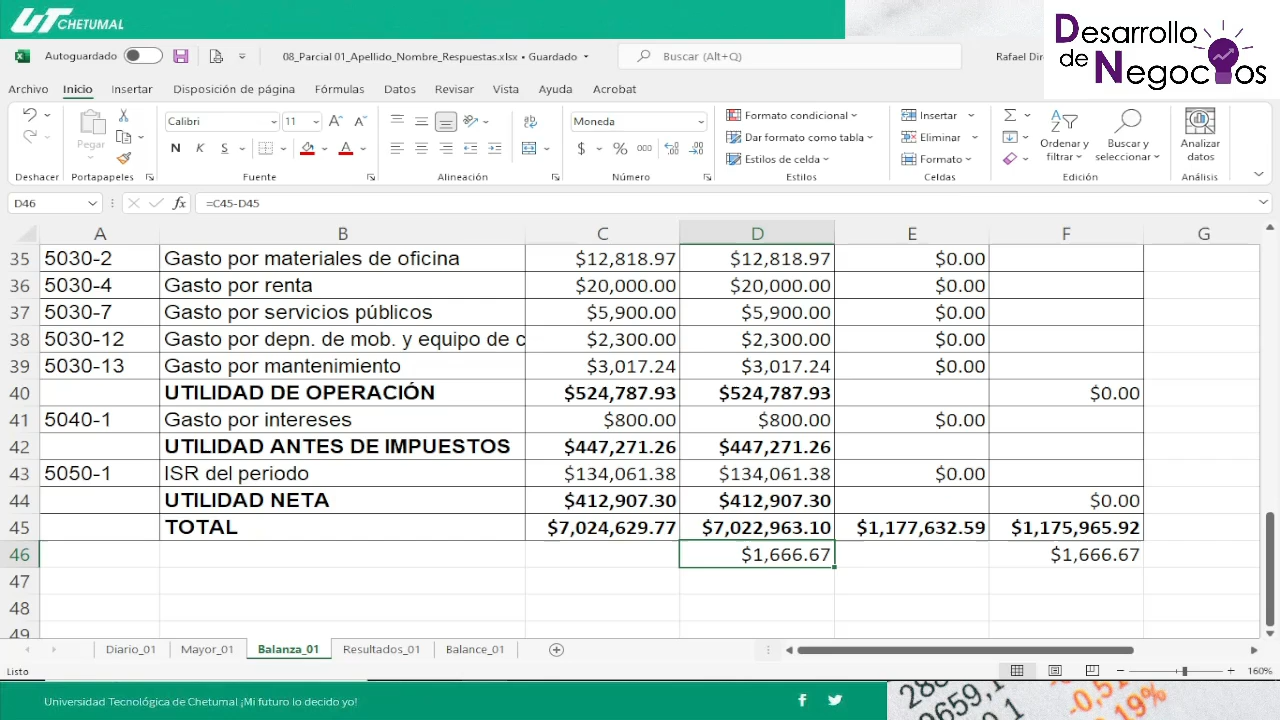 UT CHETUMAL
Desarrollo
de Negocios
Autoguardado
08_Parcial 01_Apellido_Nombre_Respuestas.xlsx • Guardado
Buscar (Alt+Q)
Rafael Dir
Archivo Inicio Insertar Disposición de página Fórmulas Datos Revisar Vista Ayuda Acrobat
Pegar
Calibri 11
N K S
Moneda
$ % 000
Formato condicional
Dar formato como tabla
Estilos de celda
Insertar
Eliminar
Formato
Ordenar y filtrar
Buscar y seleccionar
Analizar datos
Deshacer Portapapeles Fuente Alineación Número Estilos Celdas Edición Análisis
D46 fx =C45-D45
A B C D E F G
35 5030-2 Gasto por materiales de oficina $12,818.97 $12,818.97 $0.00
36 5030-4 Gasto por renta $20,000.00 $20,000.00 $0.00
37 5030-7 Gasto por servicios públicos $5,900.00 $5,900.00 $0.00
38 5030-12 Gasto por depn. de mob. y equipo de c $2,300.00 $2,300.00 $0.00
39 5030-13 Gasto por mantenimiento $3,017.24 $3,017.24 $0.00
40 UTILIDAD DE OPERACIÓN $524,787.93 $524,787.93 $0.00
41 5040-1 Gasto por intereses $800.00 $800.00 $0.00
42 UTILIDAD ANTES DE IMPUESTOS $447,271.26 $447,271.26
43 5050-1 ISR del periodo $134,061.38 $134,061.38 $0.00
44 UTILIDAD NETA $412,907.30 $412,907.30 $0.00
45 TOTAL $7,024,629.77 $7,022,963.10 $1,177,632.59 $1,175,965.92
46 $1,666.67 $1,666.67
47
48
49
Diario_01 Mayor_01 Balanza_01 Resultados_01 Balance_01
Listo
160%
Universidad Tecnológica de Chetumal ¡Mi futuro lo decido yo!